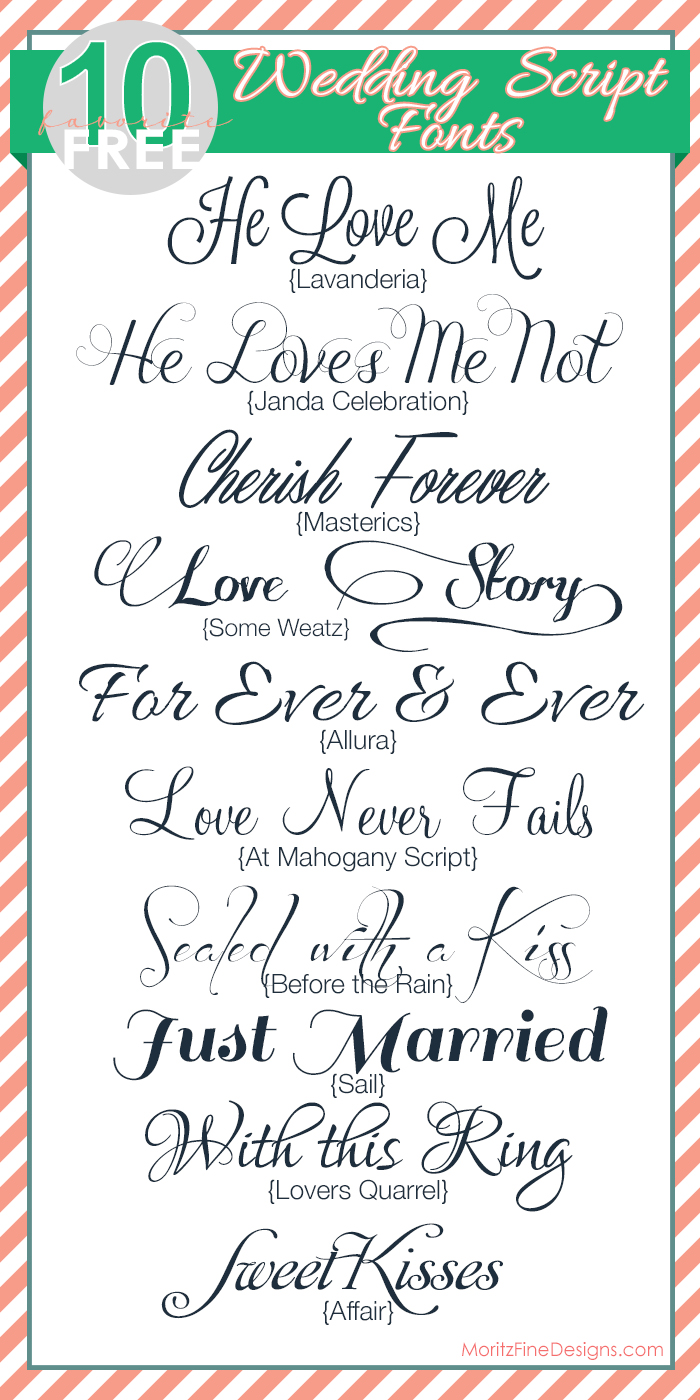 10
favorite
FREE
Wedding Script
Fonts
He Love Me
{Lavanderia}
He Loves Me Not
{Janda Celebration}
Cherish Forever
{Masterics}
Love Story
{Some Weatz}
For Ever & Ever
{Allura}
Love Never Fails
{At Mahogany Script}
Sealed with a Kiss
{Before the Rain}
Just Married
{Sail}
With this Ring
{Lovers Quarrel}
Sweet Kisses
{Affair}
MoritzFineDesigns.com